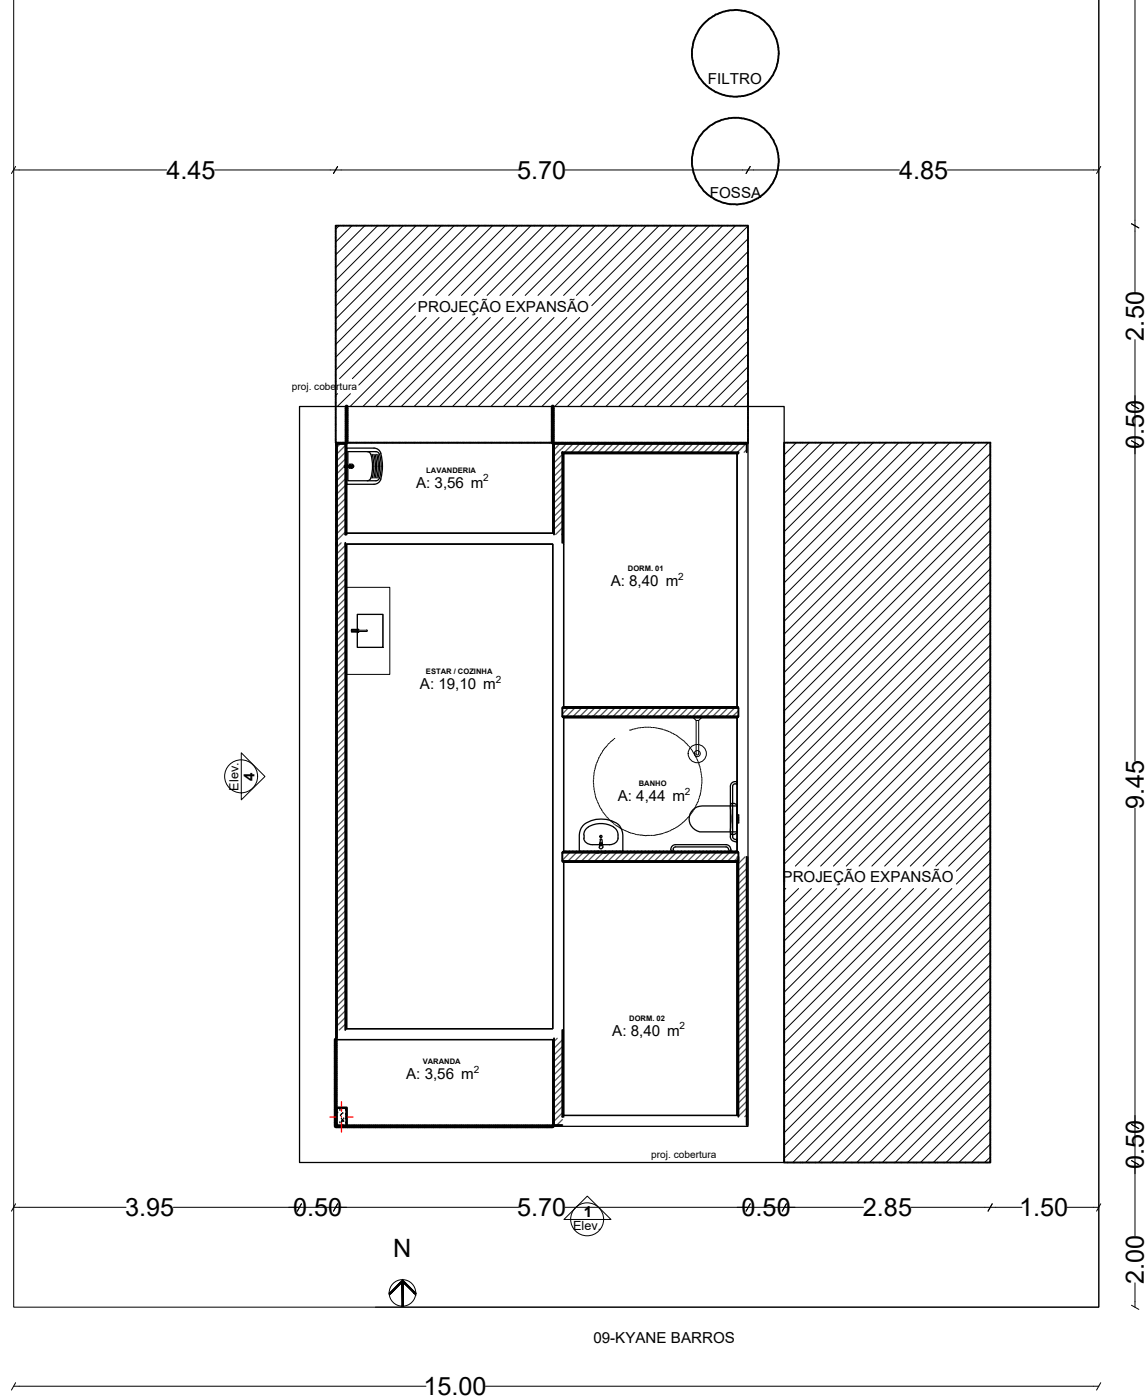 FILTRO
4.45
5.70
4.85
FOSSA
PROJEÇÃO EXPANSÃO
2.50
proj. cobertura
0.50
LAVANDERIA
A: 3,56 m²
DORM. 01
A: 8,40 m²
ESTAR / COZINHA
A: 19,10 m²
Elev.
4
BANHO
A: 4,44 m²
9.45
PROJEÇÃO EXPANSÃO
DORM. 02
A: 8,40 m²
VARANDA
A: 3,56 m²
proj. cobertura
0.50
3.95
0.50
5.70
1
Elev.
0.50
2.85
1.50
N
2.00
09-KYANE BARROS
15.00